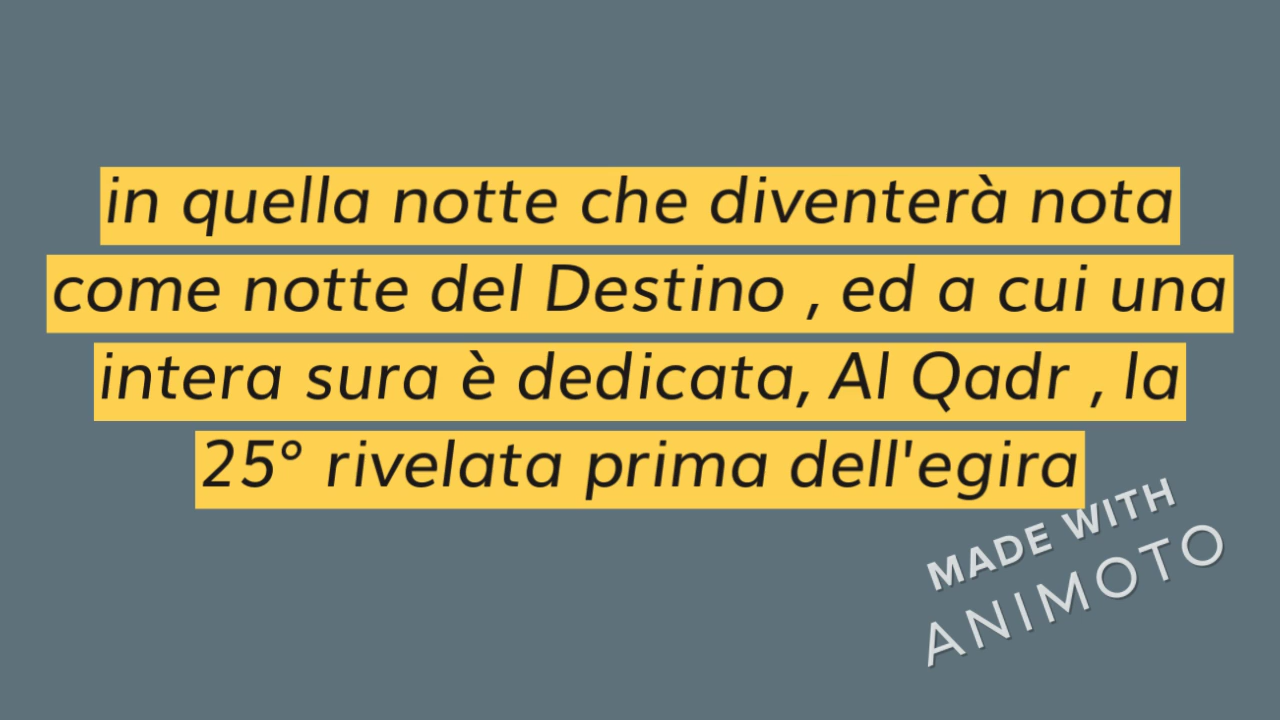 in quella notte che diventerà nota
come notte del Destino , ed a cui una
intera sura è dedicata, Al Qadr , la
25° rivelata prima dell'egira
MADE WITH
ANIMOTO